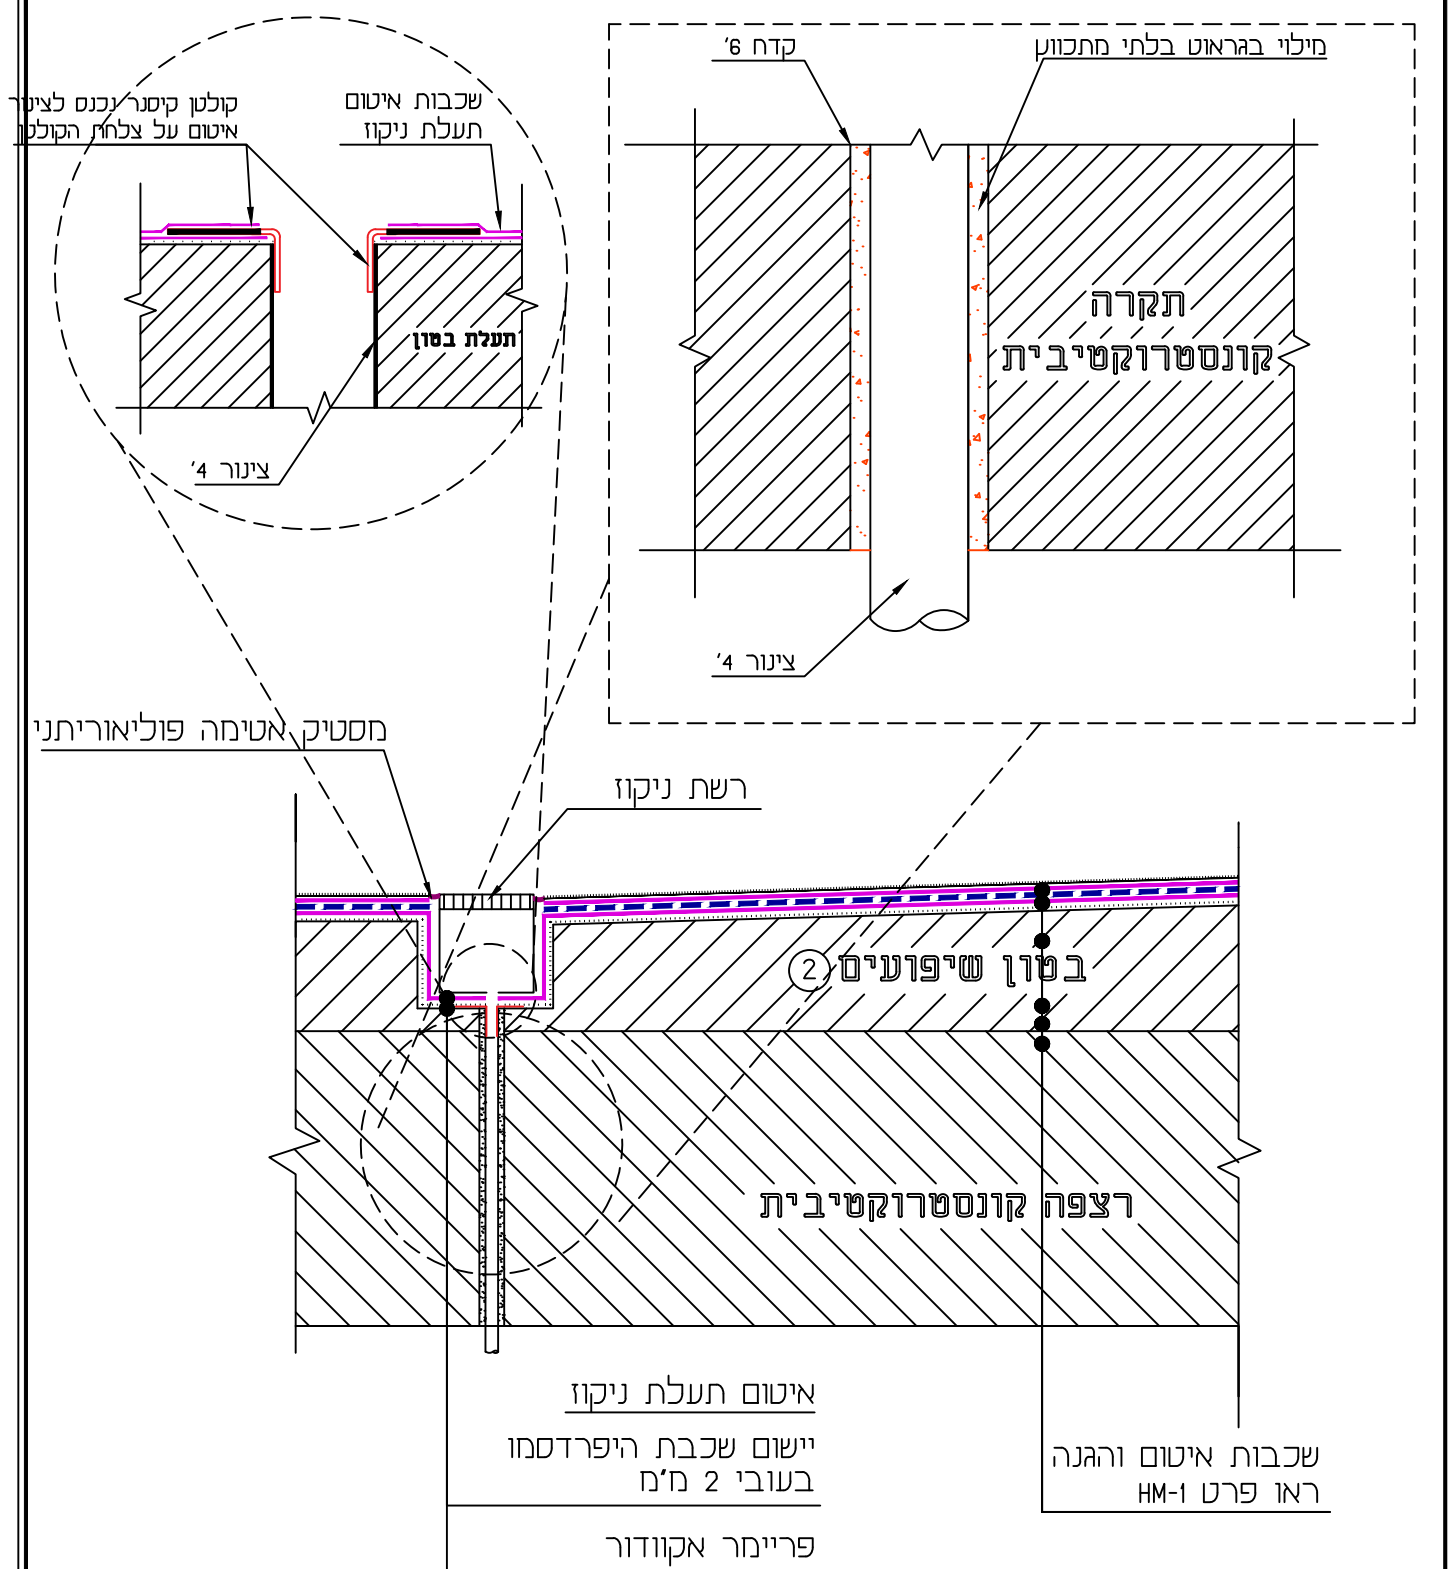 קדח 6'
מילוי בגראוט בלתי מתכווץ
קולטן קיסנר נכנס לצינור
איטום על צלחת הקולטן
שכבות איטום
תעלת ניקוז
תקרה
קונסטרוקטיבית
תעלת בטון
צינור 4'
צינור 4'
מסטיק אטימה פוליאוריתני
רשת ניקוז
בטון שיפועים
2
רצפה קונסטרוקטיבית
איטום תעלת ניקוז
יישום שכבת היפרדסמו
בעובי 2 מ'מ
פריימר אקוודור
שכבות איטום והגנה
ראו פרט HM-1